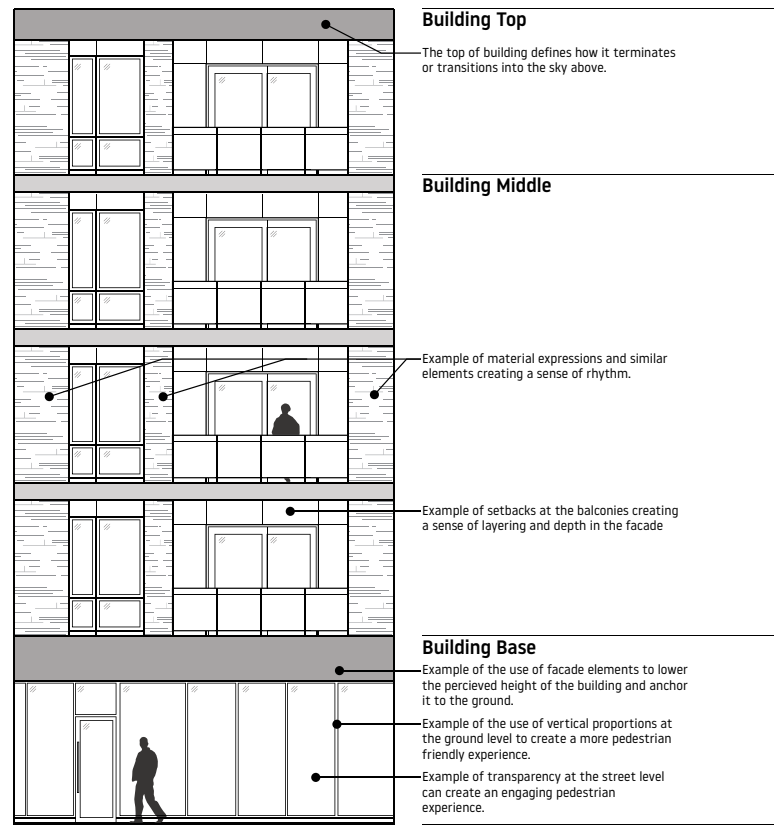 Building Top
The top of building defines how it terminates
or transitions into the sky above.
Building Middle
Example of material expressions and similar
elements creating a sense of rhythm.
Example of setbacks at the balconies creating
a sense of layering and depth in the facade
Building Base
Example of the use of facade elements to lower
the percieved height of the building and anchor
it to the ground.
Example of the use of vertical proportions at
the ground level to create a more pedestrian
friendly experience.
Example of transparency at the street level
can create an engaging pedestrian
experience.